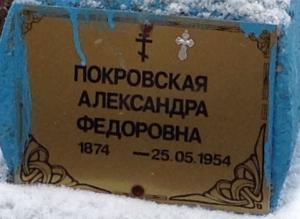 ПОКРОВСКАЯ
АЛЕКСАНДРА
ФЕДОРОВНА
1874 — 25.05.1954